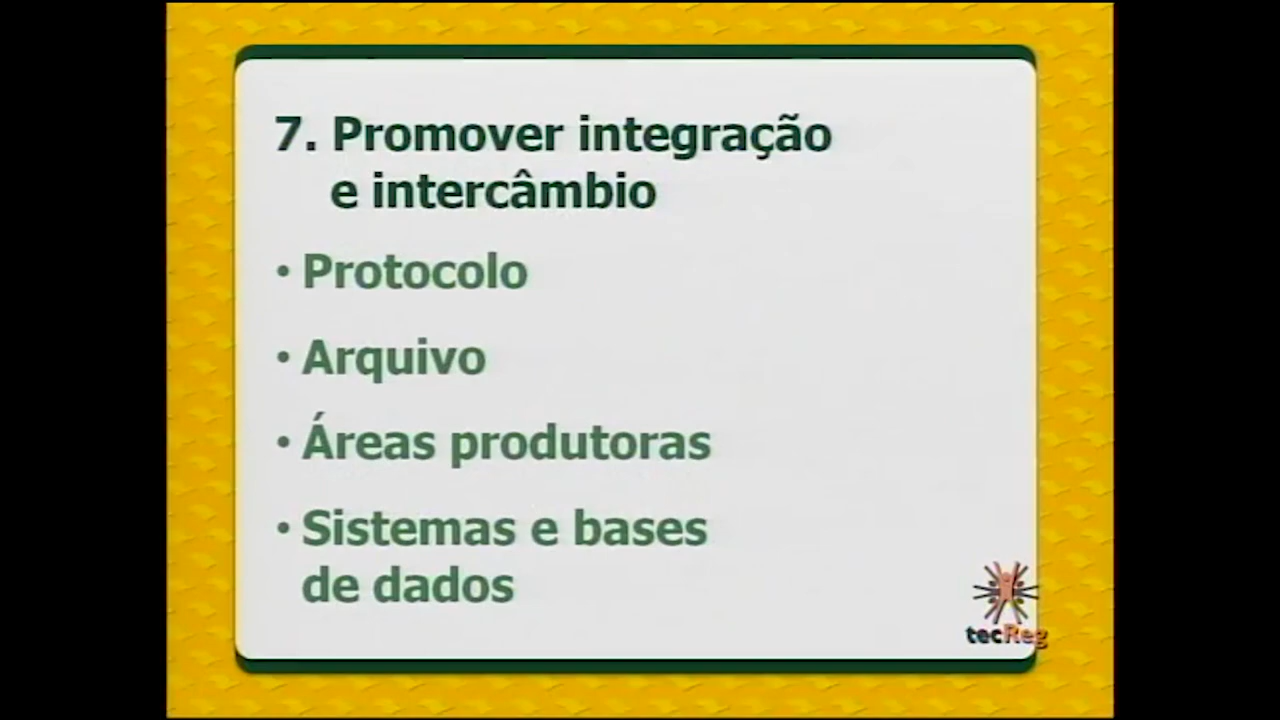 7. Promover integração
e intercâmbio
• Protocolo
• Arquivo
• Áreas produtoras
• Sistemas e bases
de dados
tecReg